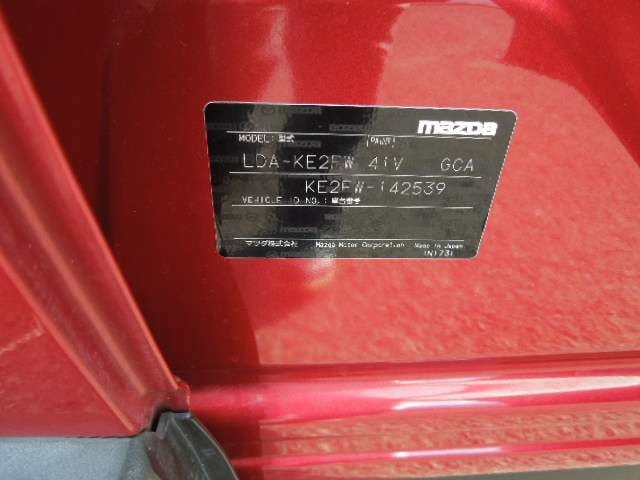 mazda
MODEL : 型式
LDA-KE2FW 41V GCA
KE2FW-142539
VEHICLE ID NO. : 車台番号
マツダ株式会社 Mazda Motor Corporation Made in Japan
(N)731